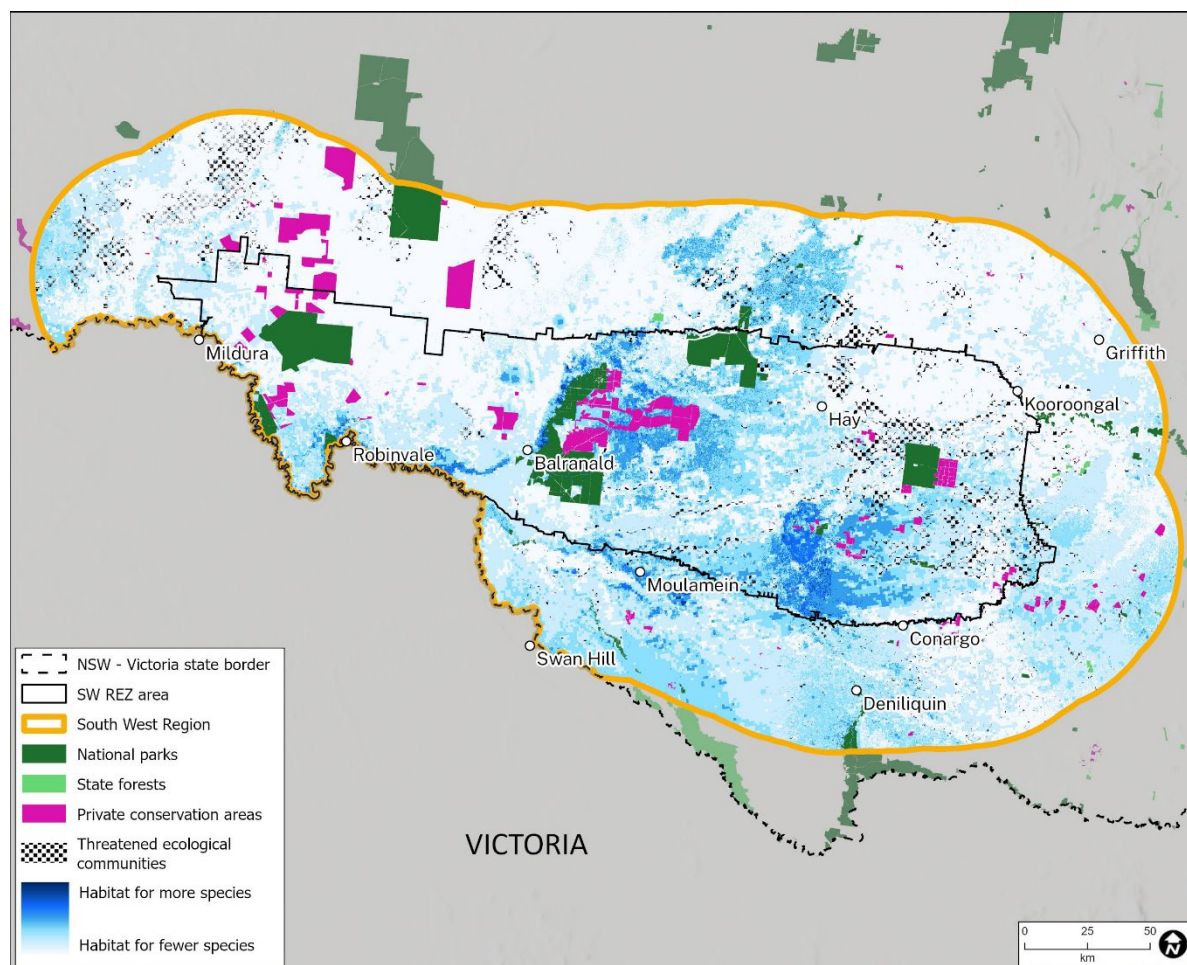 Mildura
Griffith
Kooroongal
Hay
Robinvale
Balranald
Moulamein
Conargo
Swan Hill
Deniliquin
VICTORIA
NSW - Victoria state border
SW REZ area
South West Region
National parks
State forests
Private conservation areas
Threatened ecological
communities
Habitat for more species
Habitat for fewer species
0 25 50
km
N